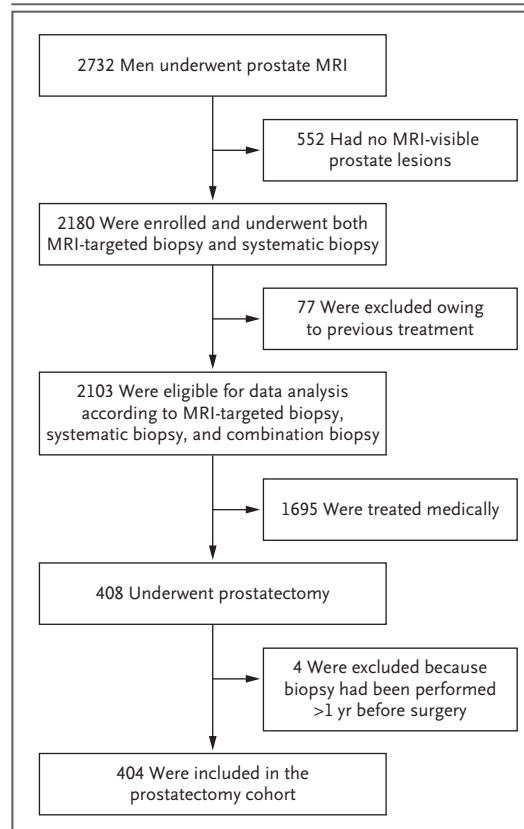 2732 Men underwent prostate MRI
552 Had no MRI-visible
prostate lesions
2180 Were enrolled and underwent both
MRI-targeted biopsy and systematic biopsy
77 Were excluded owing
to previous treatment
2103 Were eligible for data analysis
according to MRI-targeted biopsy,
systematic biopsy, and combination biopsy
1695 Were treated medically
408 Underwent prostatectomy
4 Were excluded because
biopsy had been performed
>1 yr before surgery
404 Were included in the
prostatectomy cohort